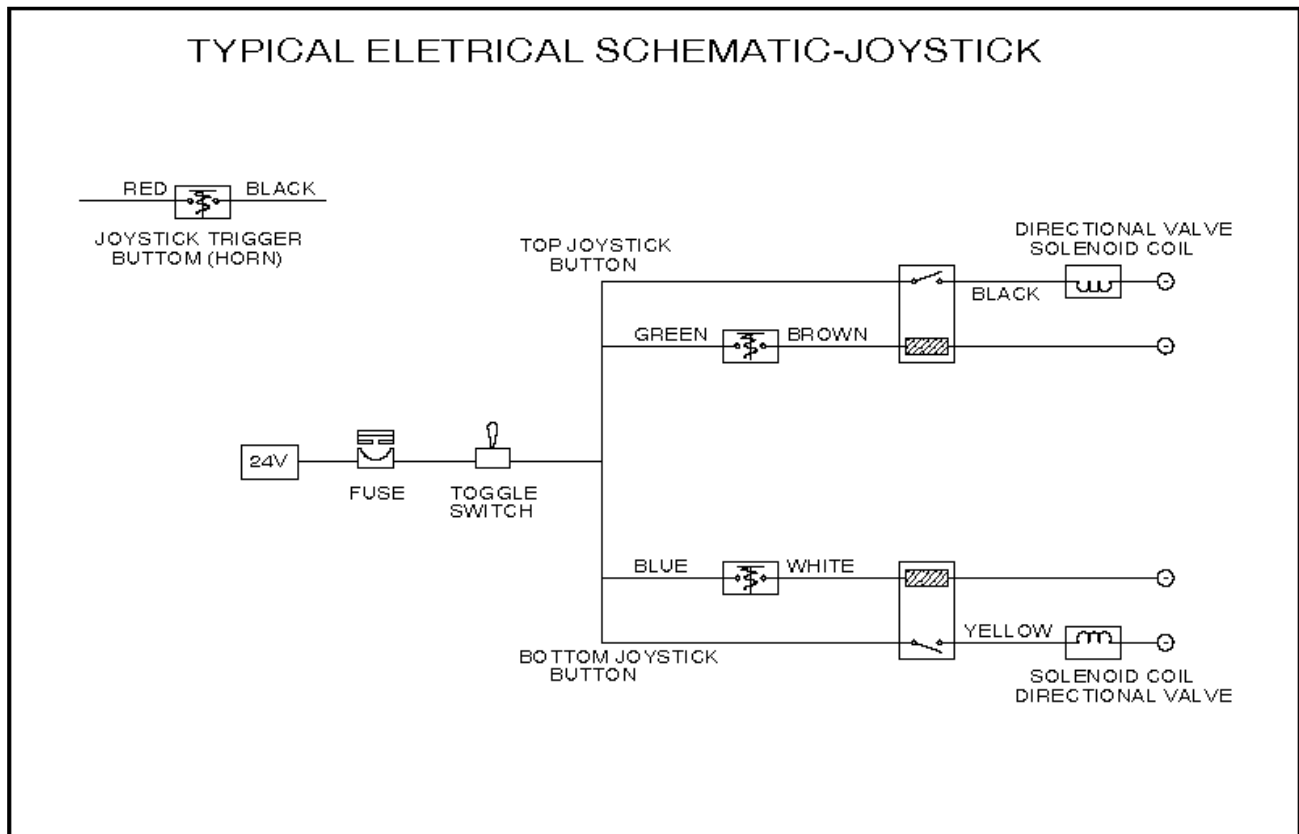 TYPICAL ELETRICAL SCHEMATIC-JOYSTICK
RED
BLACK
JOYSTICK TRIGGER
BUTTOM (HORN)
TOP JOYSTICK
BUTTON
DIRECTIONAL VALVE
SOLENOID COIL
BLACK
GREEN
BROWN
24V
FUSE
TOGGLE
SWITCH
BLUE
WHITE
YELLOW
BOTTOM JOYSTICK
BUTTON
SOLENOID COIL
DIRECTIONAL VALVE